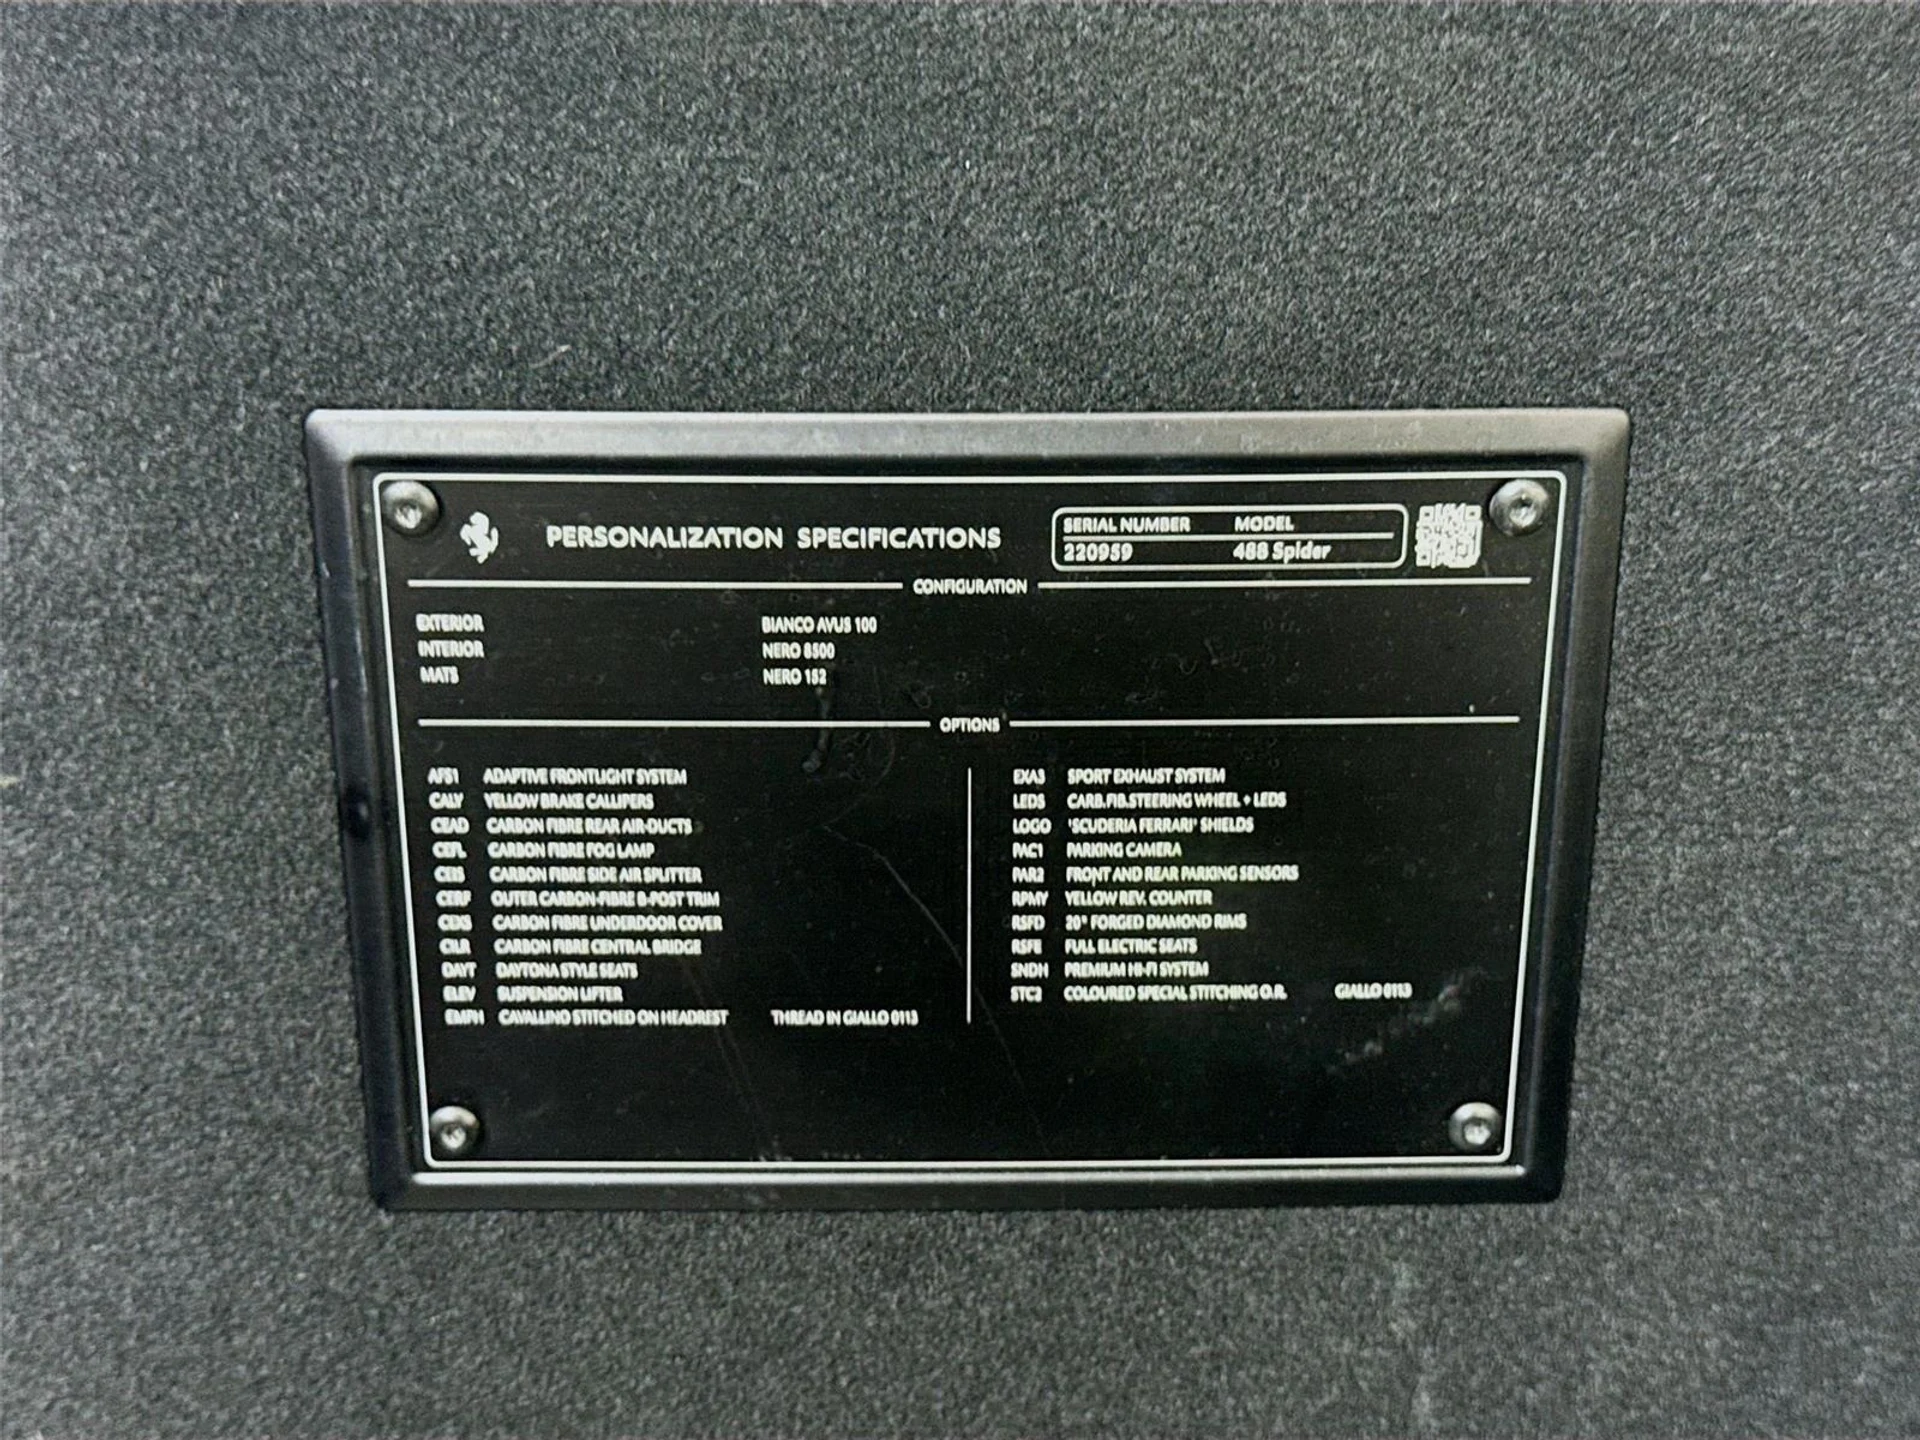 PERSONALIZATION SPECIFICATIONS
SERIAL NUMBER MODEL
220959 488 Spider
CONFIGURATION
EXTERIOR BIANCO AVUS 100
INTERIOR NERO 8500
MATS NERO 152
OPTIONS
AFS1 ADAPTIVE FRONTLIGHT SYSTEM
CALY YELLOW BRAKE CALLIPERS
CEAD CARBON FIBRE REAR AIR-DUCTS
CEFL CARBON FIBRE FOG LAMP
CEIS CARBON FIBRE SIDE AIR SPLITTER
CERF OUTER CARBON-FIBRE B-POST TRIM
CEXS CARBON FIBRE UNDERDOOR COVER
CILR CARBON FIBRE CENTRAL BRIDGE
DAYT DAYTONA STYLE SEATS
ELEV SUSPENSION LIFTER
EMPH CAVALLINO STITCHED ON HEADREST THREAD IN GIALLO 0113
EXA3 SPORT EXHAUST SYSTEM
LEDS CARB.FIB.STEERING WHEEL + LEDS
LOGO 'SCUDERIA FERRARI' SHIELDS
PAC1 PARKING CAMERA
PAR2 FRONT AND REAR PARKING SENSORS
RPMY YELLOW REV. COUNTER
RSFD 20" FORGED DIAMOND RIMS
RSFE FULL ELECTRIC SEATS
SNDH PREMIUM HI-FI SYSTEM
STC2 COLOURED SPECIAL STITCHING O.R. GIALLO 0113